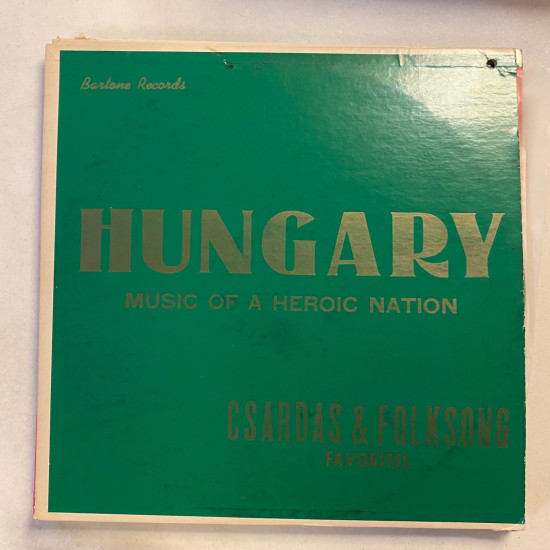 Bartone Records
HUNGARY
MUSIC OF A HEROIC NATION
CSARDAS & FOLKSONG
FAVORITES